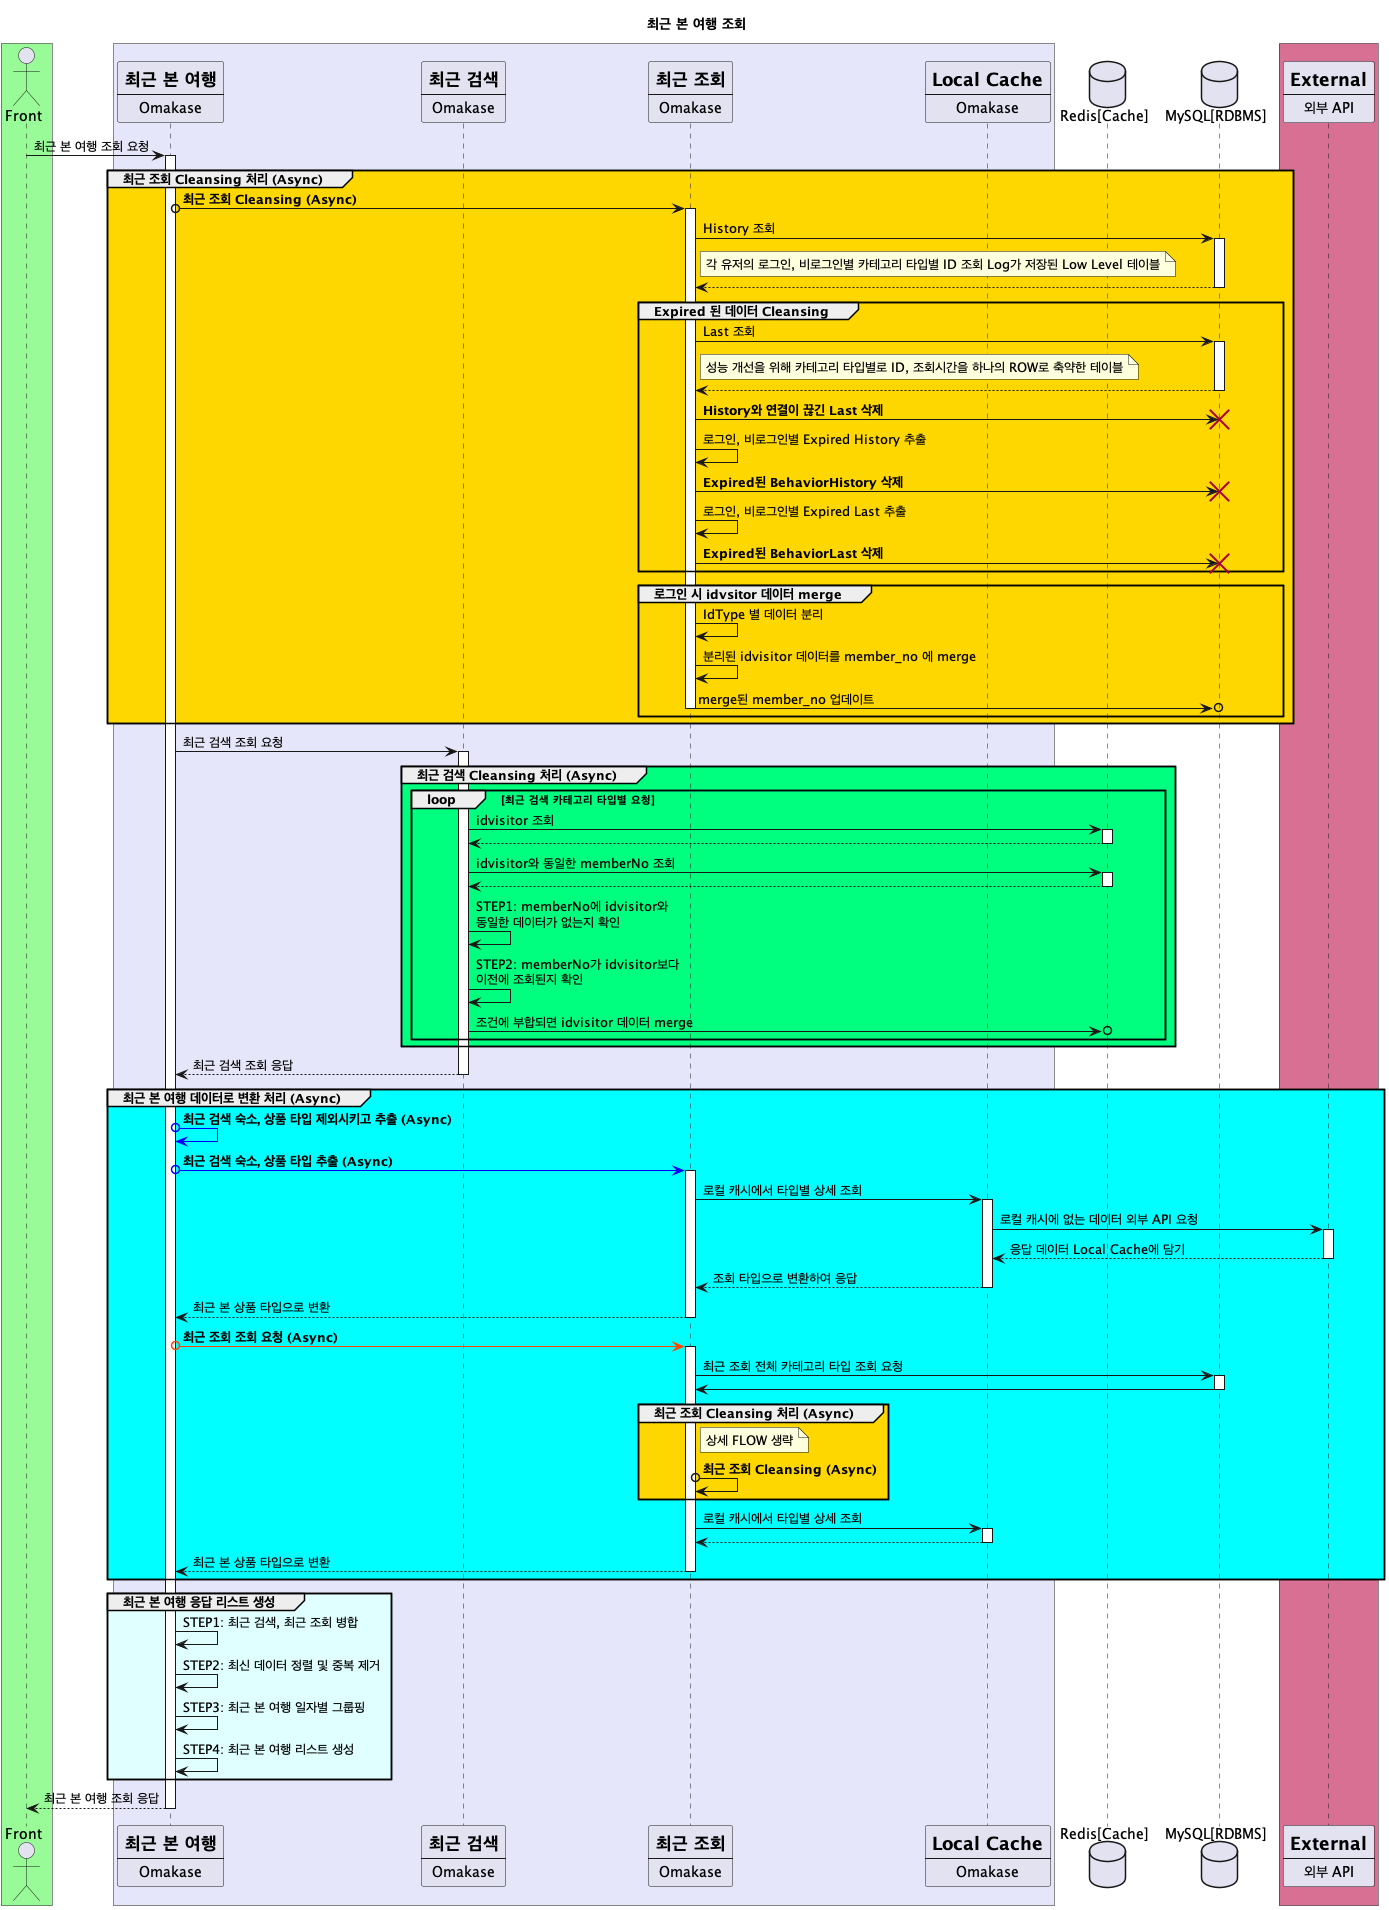 최근 본 여행 조회
Front
최근 본 여행
Omakase
최근 검색
Omakase
최근 조회
Omakase
Local Cache
Omakase
Redis[Cache]
MySQL[RDBMS]
External
외부 API
최근 본 여행 조회 요청
최근 조회 Cleansing 처리 (Async)
최근 조회 Cleansing (Async)
History 조회
각 유저의 로그인, 비로그인별 카테고리 타입별 ID 조회 Log가 저장된 Low Level 테이블
Expired 된 데이터 Cleansing
Last 조회
성능 개선을 위해 카테고리 타입별로 ID, 조회시간을 하나의 ROW로 축약한 테이블
History와 연결이 끊긴 Last 삭제
로그인, 비로그인별 Expired History 추출
Expired된 BehaviorHistory 삭제
로그인, 비로그인별 Expired Last 추출
Expired된 BehaviorLast 삭제
로그인 시 idvsitor 데이터 merge
IdType 별 데이터 분리
분리된 idvisitor 데이터를 member_no 에 merge
merge된 member_no 업데이트
최근 검색 조회 요청
최근 검색 Cleansing 처리 (Async)
loop [최근 검색 카테고리 타입별 요청]
idvisitor 조회
idvisitor와 동일한 memberNo 조회
STEP1: memberNo에 idvisitor와
동일한 데이터가 없는지 확인
STEP2: memberNo가 idvisitor보다
이전에 조회된지 확인
조건에 부합되면 idvisitor 데이터 merge
최근 검색 조회 응답
최근 본 여행 데이터로 변환 처리 (Async)
최근 검색 숙소, 상품 타입 제외시키고 추출 (Async)
최근 검색 숙소, 상품 타입 추출 (Async)
로컬 캐시에서 타입별 상세 조회
로컬 캐시에 없는 데이터 외부 API 요청
응답 데이터 Local Cache에 담기
조회 타입으로 변환하여 응답
최근 본 상품 타입으로 변환
최근 조회 조회 요청 (Async)
최근 조회 전체 카테고리 타입 조회 요청
최근 조회 Cleansing 처리 (Async)
상세 FLOW 생략
최근 조회 Cleansing (Async)
로컬 캐시에서 타입별 상세 조회
최근 본 상품 타입으로 변환
최근 본 여행 응답 리스트 생성
STEP1: 최근 검색, 최근 조회 병합
STEP2: 최신 데이터 정렬 및 중복 제거
STEP3: 최근 본 여행 일자별 그룹핑
STEP4: 최근 본 여행 리스트 생성
최근 본 여행 조회 응답
Front
최근 본 여행
Omakase
최근 검색
Omakase
최근 조회
Omakase
Local Cache
Omakase
Redis[Cache]
MySQL[RDBMS]
External
외부 API